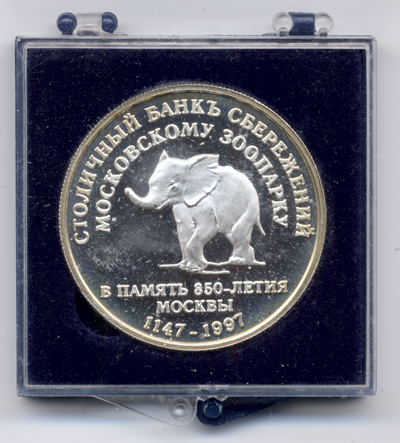 СТОЛИЧНЫЙ БАНКЪ СБЕРЕЖЕНИЙ
МОСКОВСКОМУ ЗООПАРКУ
В ПАМЯТЬ 850-ЛЕТИЯ
МОСКВЫ
1147-1997